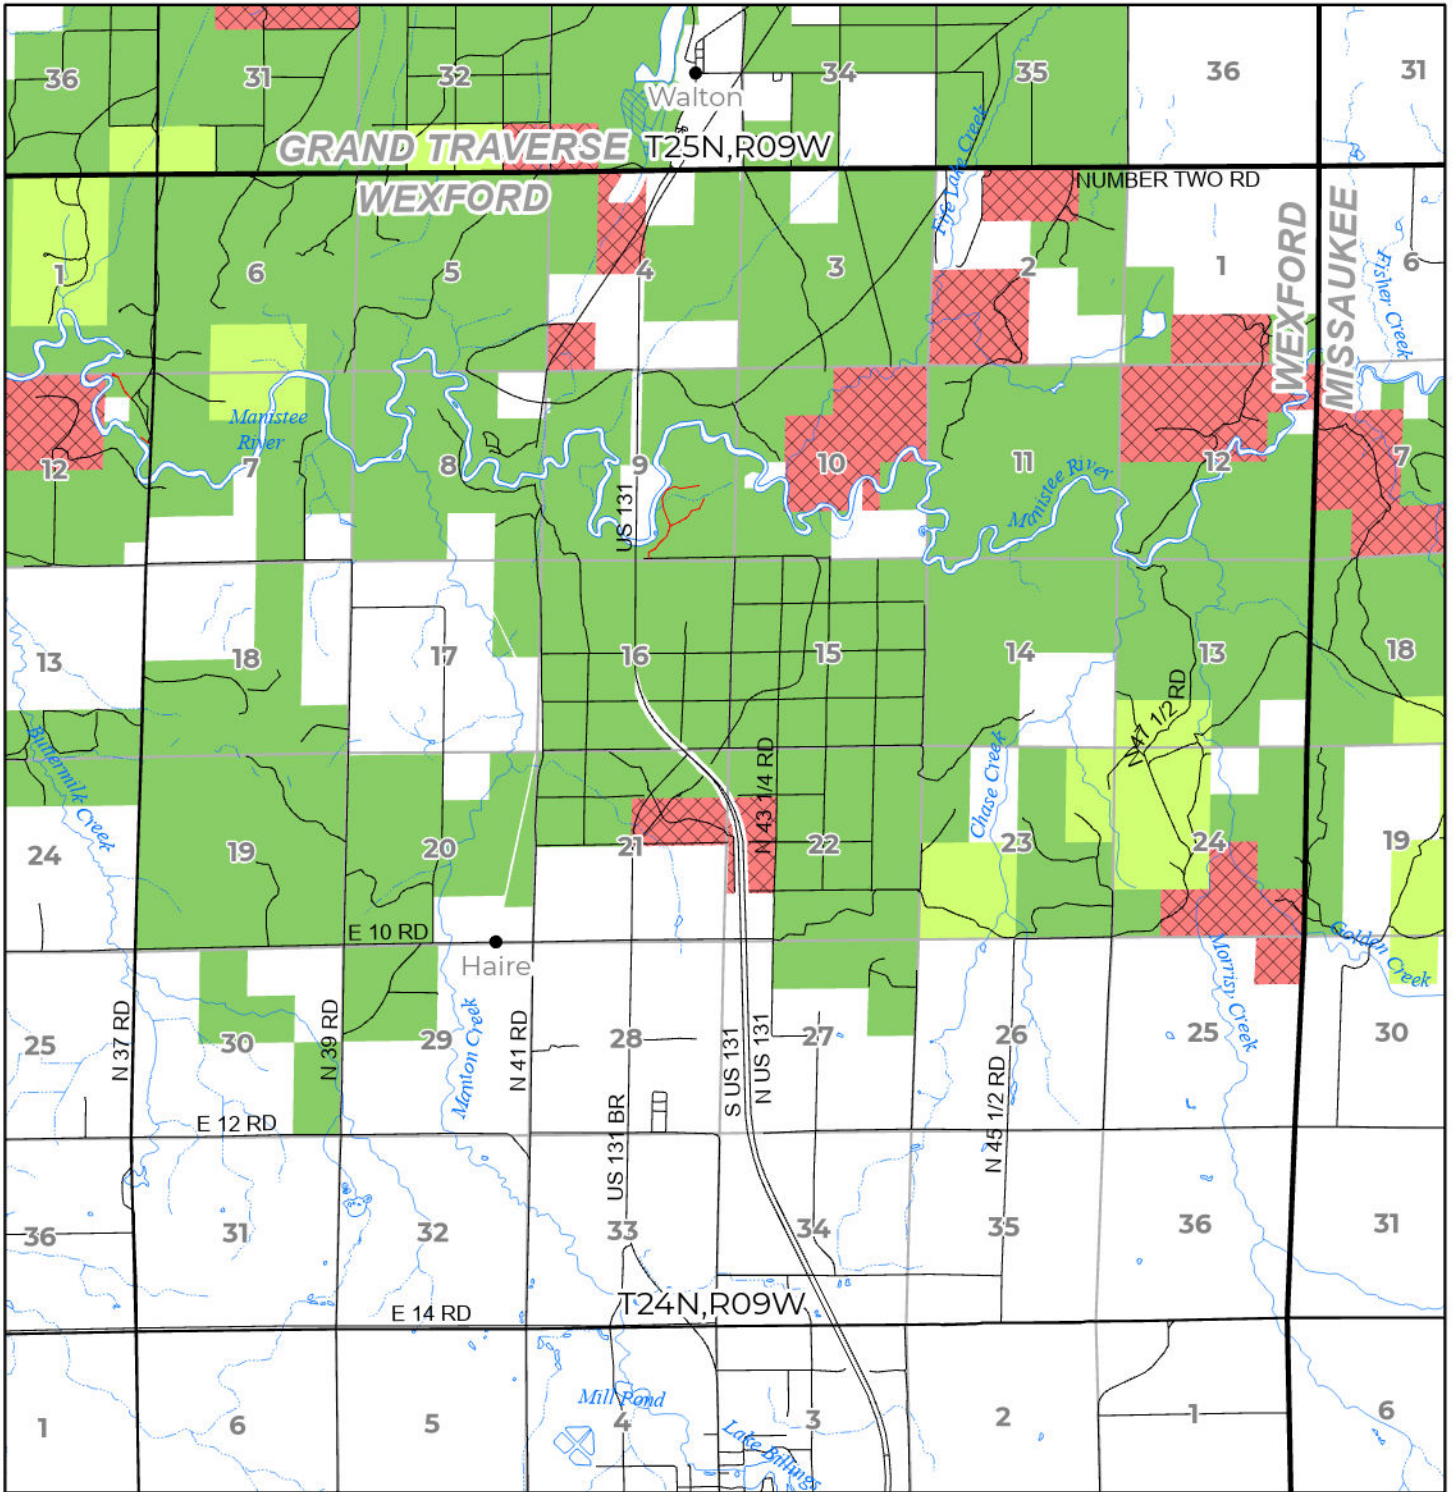 36
31
32
34
35
36
31
Walton
GRAND TRAVERSE
T25N,R09W
WEXFORD
NUMBER TWO RD
Fife Lake Creek
WEXFORD
MISSAUKEE
Fisher Creek
1
6
5
4
3
2
1
6
Manistee
River
12
7
8
9
10
11
12
7
US 131
Manistee River
13
18
17
16
15
14
13
18
N 47 1/2 RD
Buttermilk Creek
N 43 1/4 RD
Chase Creek
24
19
20
21
22
23
24
19
E 10 RD
Haire
Golden Creek
Morrisy Creek
N 37 RD
N 39 RD
Manton Creek
N 41 RD
25
30
29
28
27
26
25
30
S US 131
N US 131
N 45 1/2 RD
E 12 RD
US 131 BR
36
31
32
33
34
35
36
31
T24N,R09W
E 14 RD
Mill Pond
Lake Billings
1
6
5
4
3
2
1
6